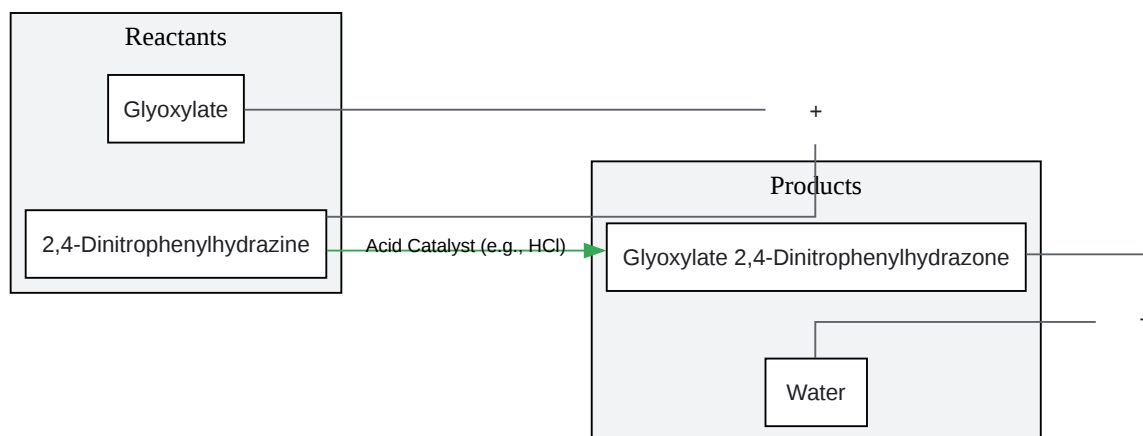 Reactants
Glyoxylate
+
Products
2,4-Dinitrophenylhydrazine
Acid Catalyst (e.g., HCl)
Glyoxylate 2,4-Dinitrophenylhydrazone
Water